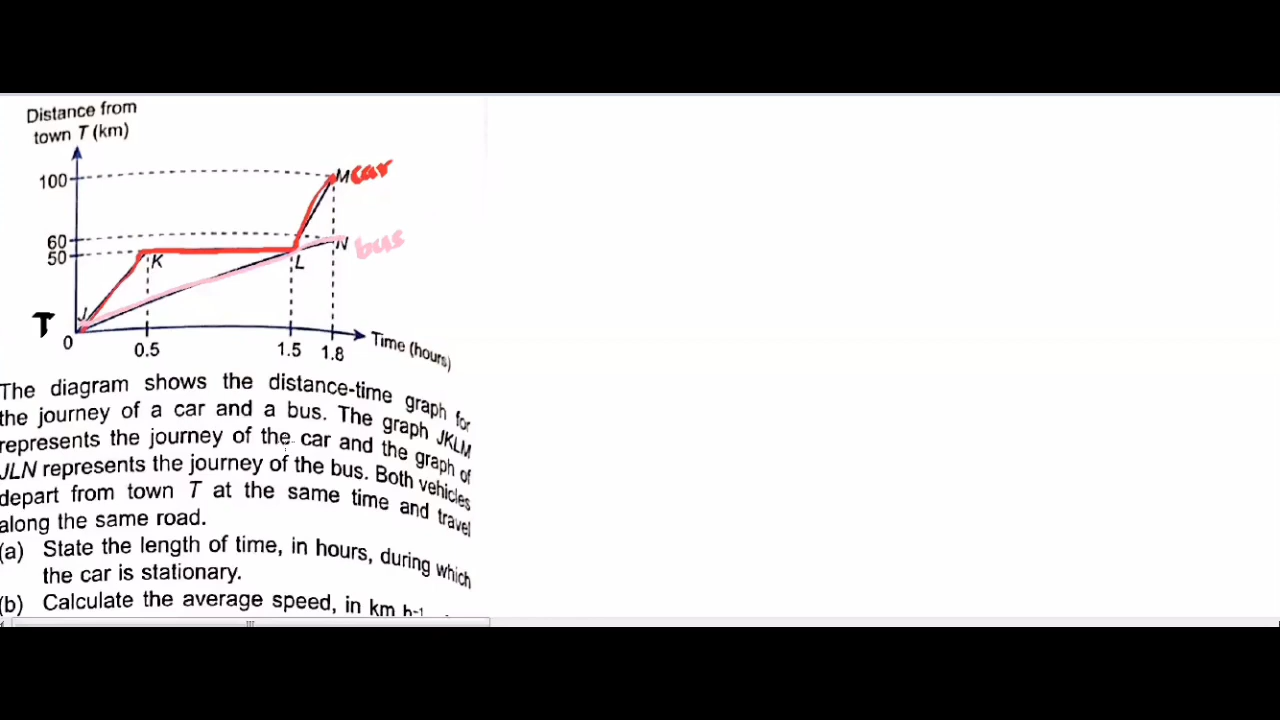 Distance from
town T (km)
100
M car
60
N bus
50
K
L
J
T
0
0.5
1.5
1.8
Time (hours)
The diagram shows the distance-time graph for
the journey of a car and a bus. The graph JKLM
represents the journey of the car and the graph of
JLN represents the journey of the bus. Both vehicles
depart from town T at the same time and travel
along the same road.
(a) State the length of time, in hours, during which
the car is stationary.
(b) Calculate the average speed, in km h-1,